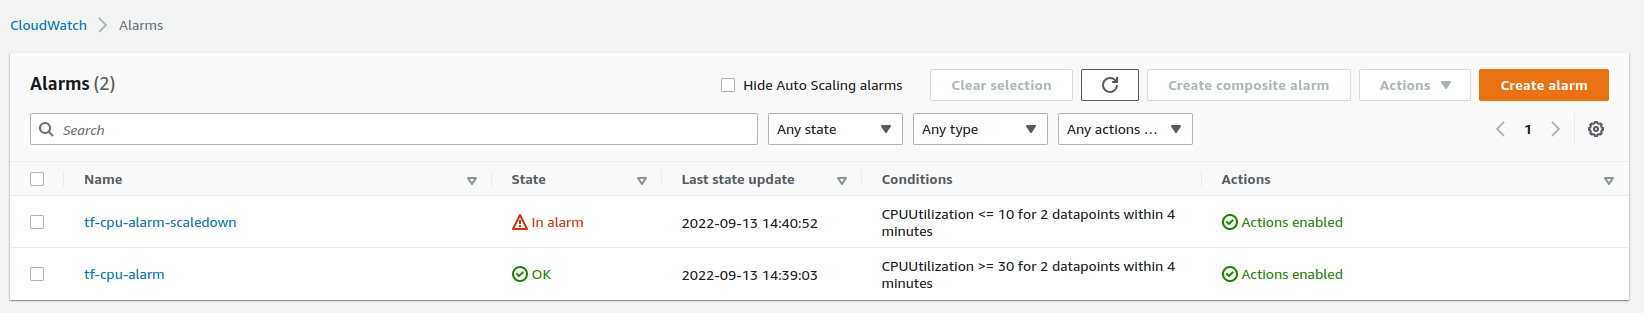 CloudWatch Alarms
Alarms (2)
Hide Auto Scaling alarms
Clear selection
Create composite alarm
Actions
Create alarm
Search
Any state
Any type
Any actions ...
1
Name State Last state update Conditions Actions
tf-cpu-alarm-scaledown In alarm 2022-09-13 14:40:52 CPUUtilization <= 10 for 2 datapoints within 4
minutes
Actions enabled
tf-cpu-alarm OK 2022-09-13 14:39:03 CPUUtilization >= 30 for 2 datapoints within 4
minutes
Actions enabled